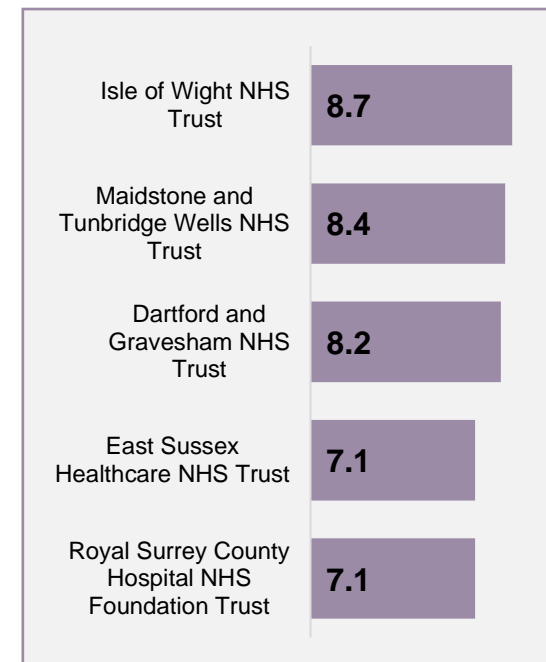 Isle of Wight NHS
Trust
8.7
Maidstone and
Tunbridge Wells NHS
Trust
8.4
Dartford and
Gravesham NHS
Trust
8.2
East Sussex
Healthcare NHS Trust
7.1
Royal Surrey County
Hospital NHS
Foundation Trust
7.1